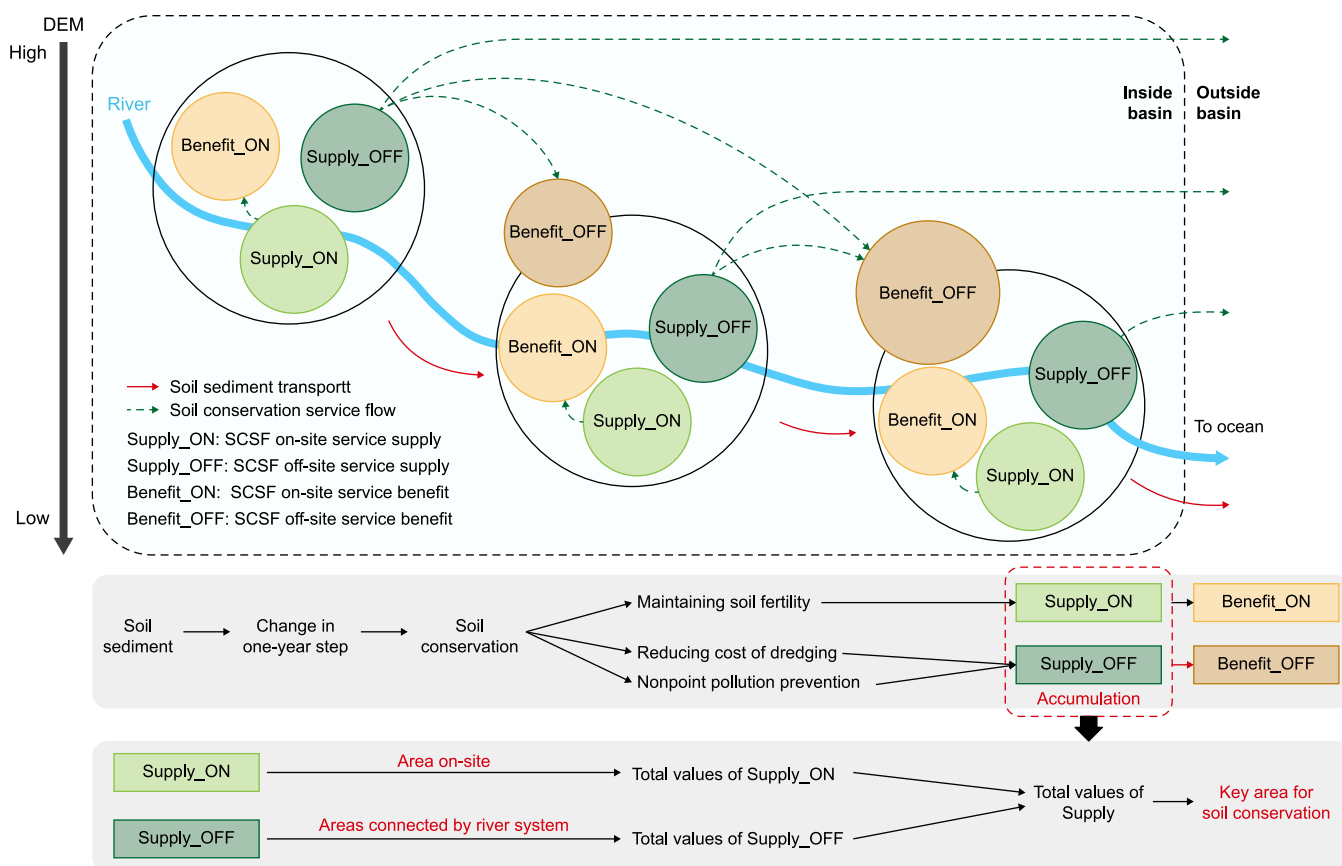 DEM
High
River
Inside
basin
Outside
basin
Benefit_ON
Supply_OFF
Supply_ON
Benefit_OFF
Benefit_ON
Supply_OFF
Supply_ON
Benefit_OFF
Benefit_ON
Supply_OFF
Supply_ON
To ocean
Soil sediment transportt
Soil conservation service flow
Supply_ON: SCSF on-site service supply
Supply_OFF: SCSF off-site service supply
Benefit_ON: SCSF on-site service benefit
Benefit_OFF: SCSF off-site service benefit
Low
Soil
sediment
Change in
one-year step
Soil
conservation
Maintaining soil fertility
Reducing cost of dredging
Nonpoint pollution prevention
Supply_ON
Benefit_ON
Supply_OFF
Benefit_OFF
Accumulation
Supply_ON
Area on-site
Total values of Supply_ON
Supply_OFF
Areas connected by river system
Total values of Supply_OFF
Total values of
Supply
Key area for
soil conservation